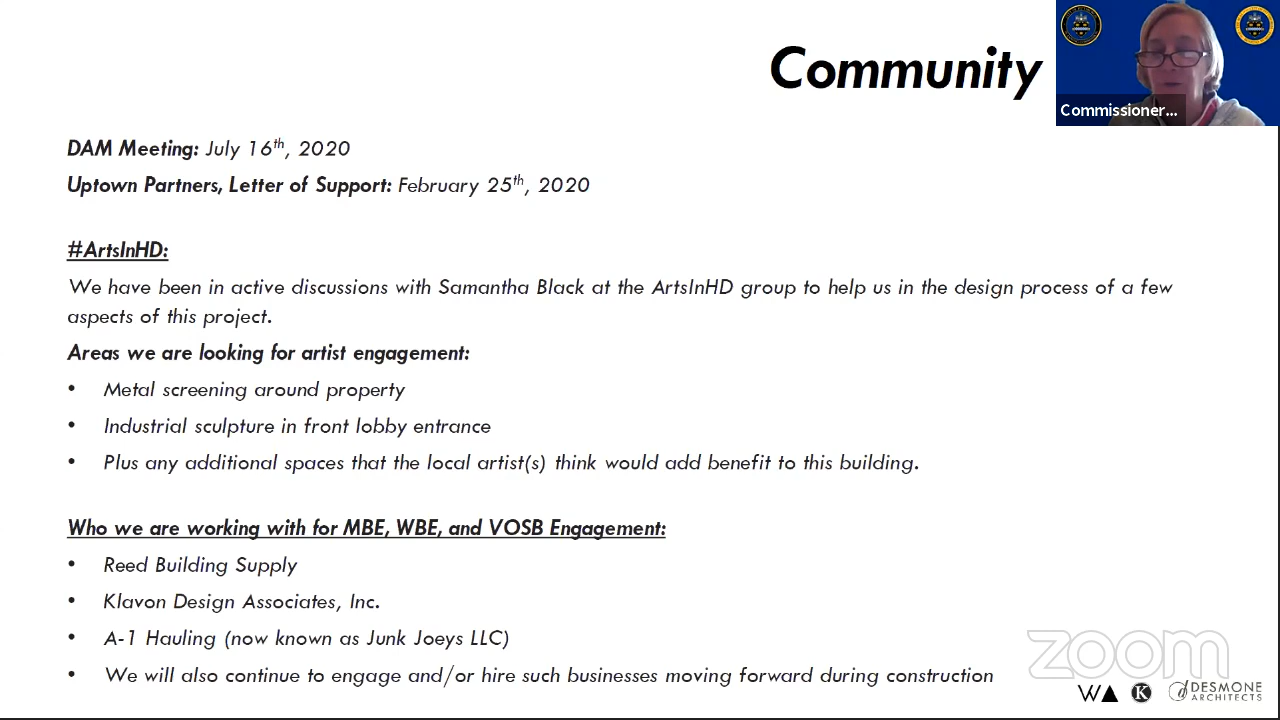 Community
Commissioner...
DAM Meeting: July 16th, 2020
Uptown Partners, Letter of Support: February 25th, 2020
#ArtsInHD:
We have been in active discussions with Samantha Black at the ArtsInHD group to help us in the design process of a few
aspects of this project.
Areas we are looking for artist engagement:
• Metal screening around property
• Industrial sculpture in front lobby entrance
• Plus any additional spaces that the local artist(s) think would add benefit to this building.
Who we are working with for MBE, WBE, and VOSB Engagement:
• Reed Building Supply
• Klavon Design Associates, Inc.
• A-1 Hauling (now known as Junk Joeys LLC)
• We will also continue to engage and/or hire such businesses moving forward during construction
zoom
K
DESMONE
ARCHITECTS